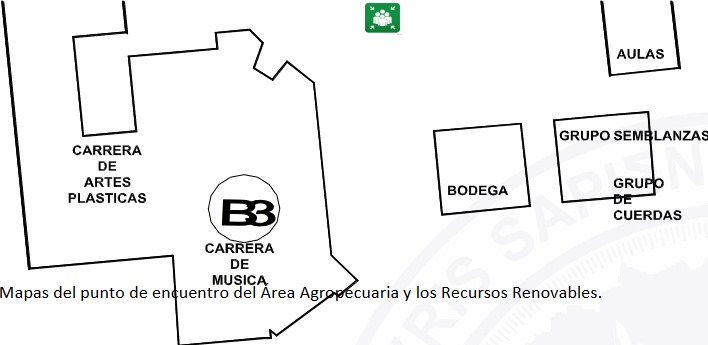 AULAS
GRUPO SEMBLANZAS
CARRERA
DE
ARTES
PLASTICAS
BODEGA
GRUPO
DE
CUERDAS
B3
CARRERA
DE
MUSICA
Mapas del punto de encuentro del Área Agropecuaria y los Recursos Renovables.